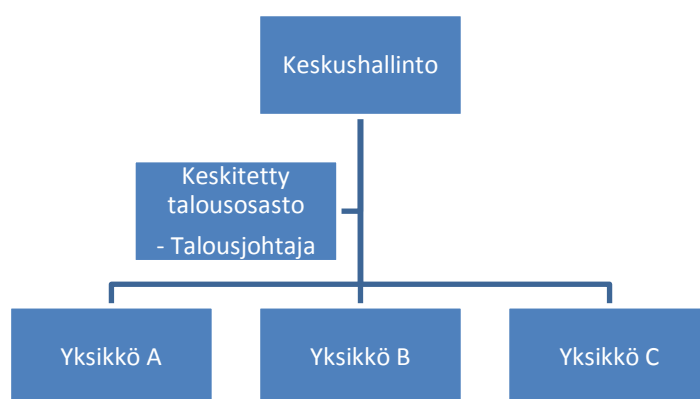 Keskushallinto
Keskitetty
talousosasto
- Talousjohtaja
Yksikkö A
Yksikkö B
Yksikkö C